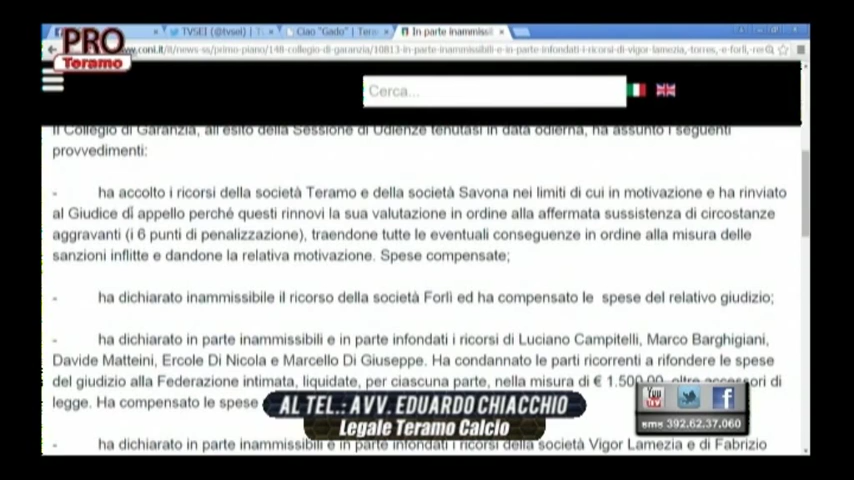 PRO
Teramo
TVSEI (@tvsei) | T
Ciao "Gado" | Teram
In parte inammissib
www.coni.it/it/news-ss/primo-piano/148-collegio-di-garanzia/10813-in-parte-inammissibili-e-in-parte-infondati-i-ricorsi-di-vigor-lamezia,-torres,-e-forlì,-re
Cerca...
Il Collegio di Garanzia, all'esito della Sessione di Udienze tenutasi in data odierna, ha assunto i seguenti
provvedimenti:
- ha accolto i ricorsi della società Teramo e della società Savona nei limiti di cui in motivazione e ha rinviato
al Giudice di appello perché questi rinnovi la sua valutazione in ordine alla affermata sussistenza di circostanze
aggravanti (i 6 punti di penalizzazione), traendone tutte le eventuali conseguenze in ordine alla misura delle
sanzioni inflitte e dandone la relativa motivazione. Spese compensate;
- ha dichiarato inammissibile il ricorso della società Forlì ed ha compensato le spese del relativo giudizio;
- ha dichiarato in parte inammissibili e in parte infondati i ricorsi di Luciano Campitelli, Marco Barghigiani,
Davide Matteini, Ercole Di Nicola e Marcello Di Giuseppe. Ha condannato le parti ricorrenti a rifondere le spese
del giudizio alla Federazione intimata, liquidate, per ciascuna parte, nella misura di € 1.500,00, oltre accessori di
legge. Ha compensato le spese
AL TEL.: AVV. EDUARDO CHIACCHIO
Legale Teramo Calcio
You Tube
f
sms 392.62.37.060
- ha dichiarato in parte inammissibili e in parte infondati i ricorsi della società Vigor Lamezia e di Fabrizio